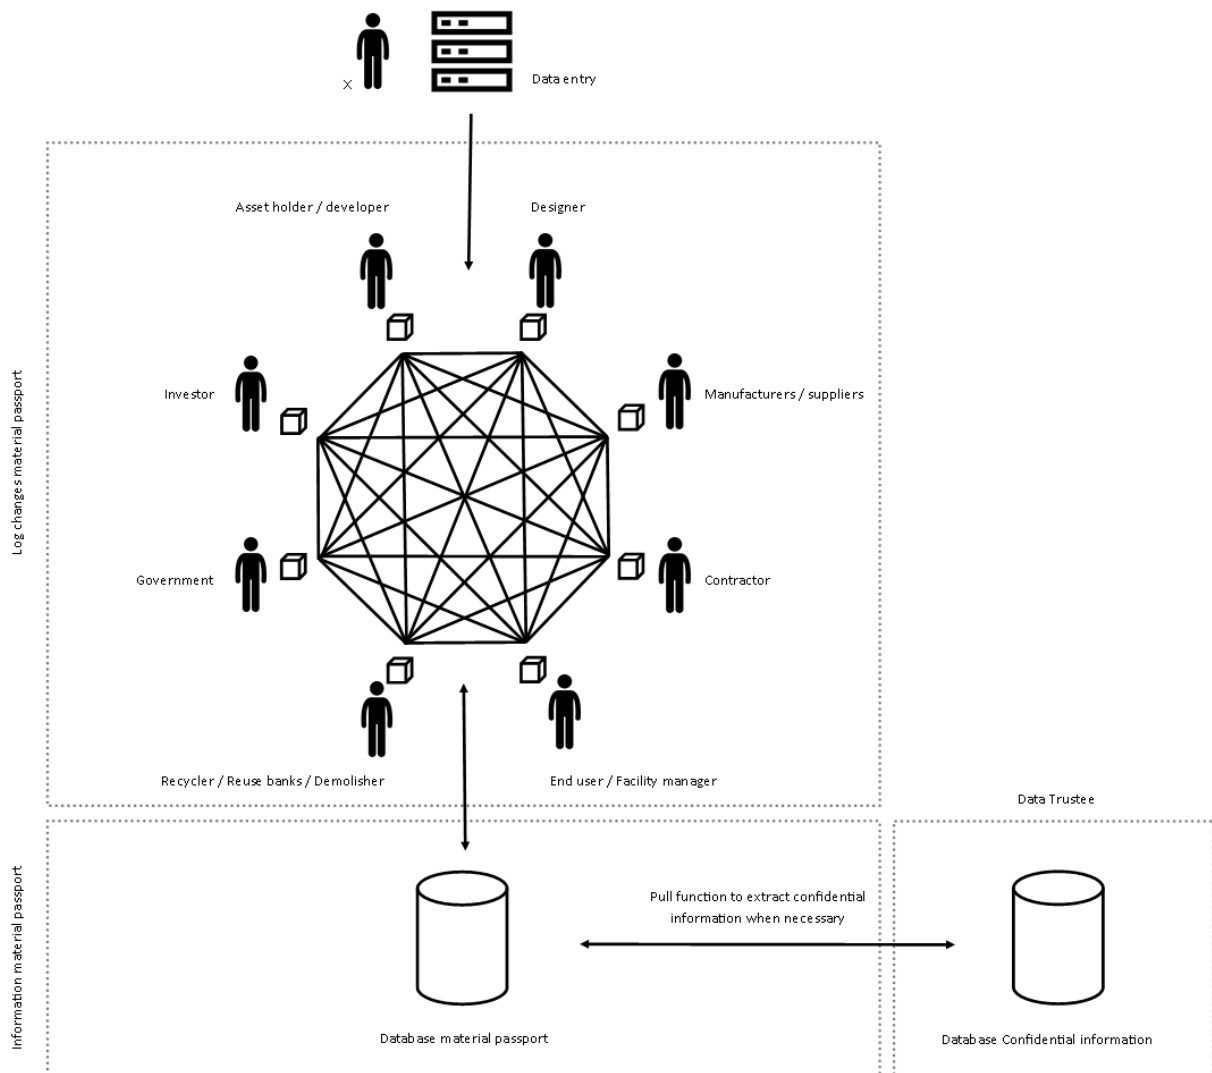 X
Data entry
Asset holder / developer
Designer
Investor
Manufacturers / suppliers
Log changes material passport
Government
Contractor
Recycler / Reuse banks / Demolisher
End user / Facility manager
Data Trustee
Pull function to extract confidential
information when necessary
Information material passport
Database material passport
Database Confidential information